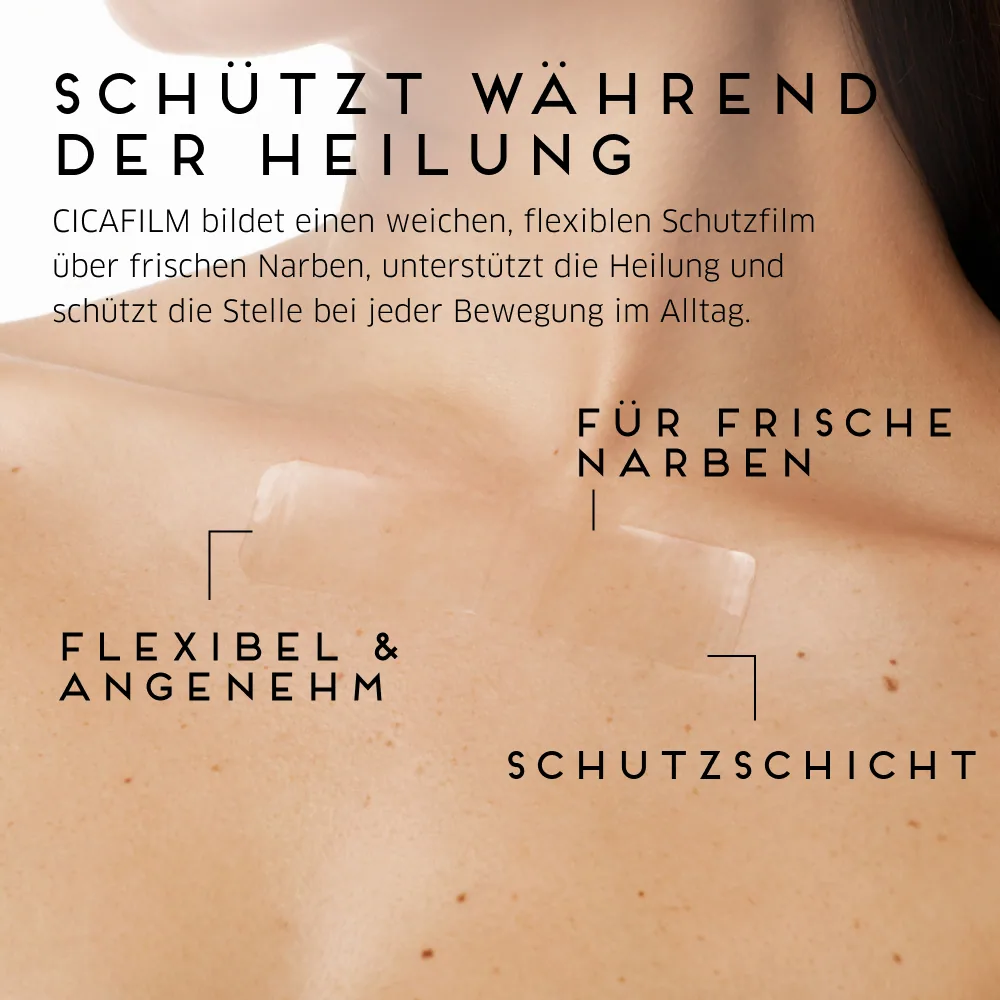 SCHÜTZT WÄHREND
DER HEILUNG
CICAFILM bildet einen weichen, flexiblen Schutzfilm
über frischen Narben, unterstützt die Heilung und
schützt die Stelle bei jeder Bewegung im Alltag.
FÜR FRISCHE
NARBEN
FLEXIBEL &
ANGENEHM
SCHUTZSCHICHT